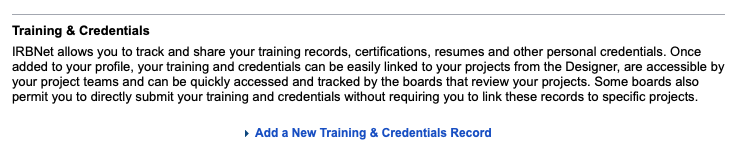 Training & Credentials
IRBNet allows you to track and share your training records, certifications, resumes and other personal credentials. Once
added to your profile, your training and credentials can be easily linked to your projects from the Designer, are accessible by
your project teams and can be quickly accessed and tracked by the boards that review your projects. Some boards also
permit you to directly submit your training and credentials without requiring you to link these records to specific projects.
Add a New Training & Credentials Record